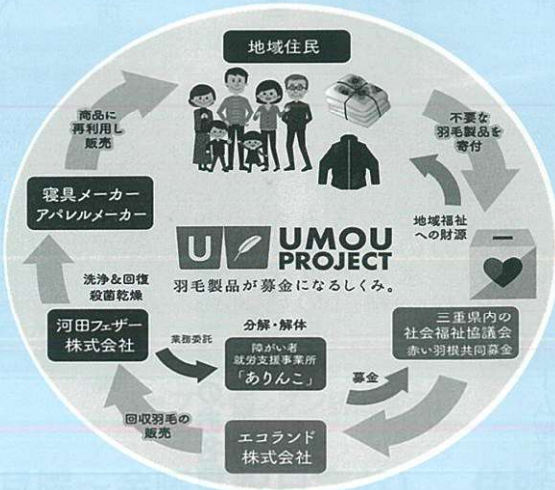 地域住民
不要な
羽毛製品を
寄付
地域福祉
への財源
三重県内の
社会福祉協議会
赤い羽根共同募金
募金
エコランド
株式会社
回収羽毛の
販売
河田フェザー
株式会社
業務委託
分解・解体
障がい者
就労支援事業所
「ありんこ」
洗浄&回復
殺菌乾燥
寝具メーカー
アパレルメーカー
商品に
再利用し
販売
U
UMOU
PROJECT
羽毛製品が募金になるしくみ。